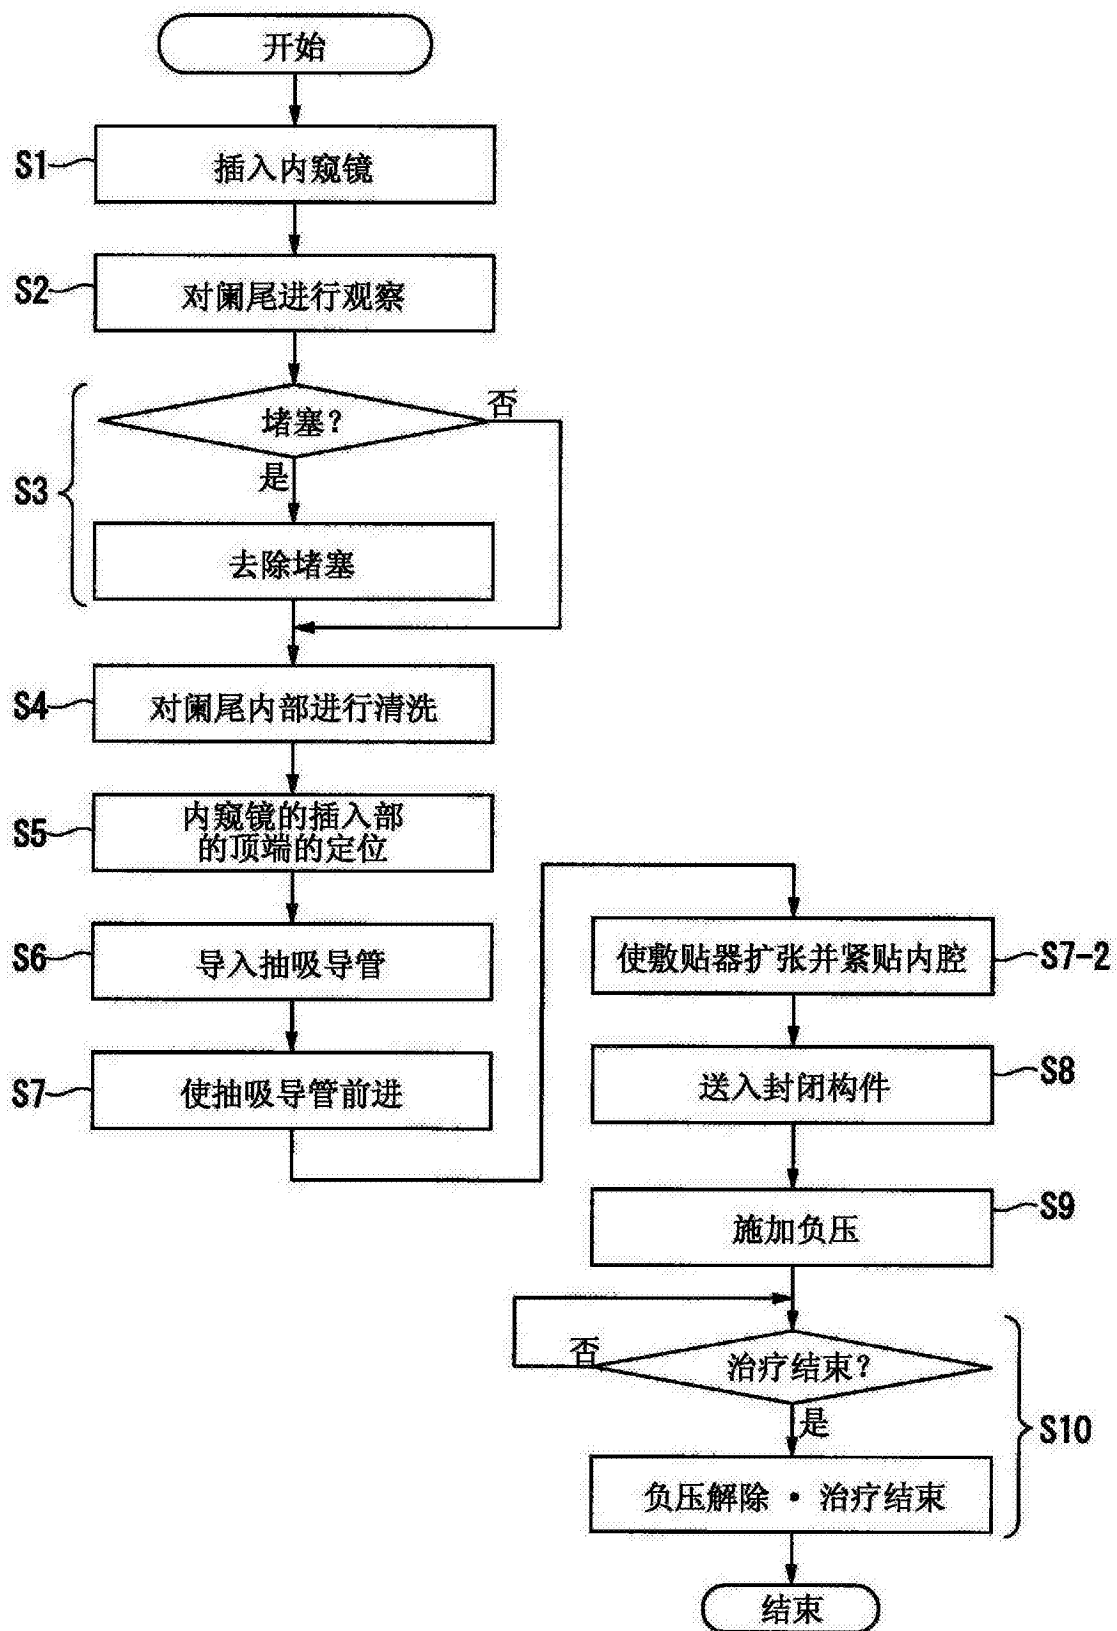 开始
S1
插入内窥镜
S2
对阑尾进行观察
S3
堵塞?
否
是
去除堵塞
S4
对阑尾内部进行清洗
S5
内窥镜的插入部
的顶端的定位
S6
导入抽吸导管
S7
使抽吸导管前进
使敷贴器扩张并紧贴内腔
S7-2
送入封闭构件
S8
施加负压
S9
治疗结束?
否
是
S10
负压解除·治疗结束
结束